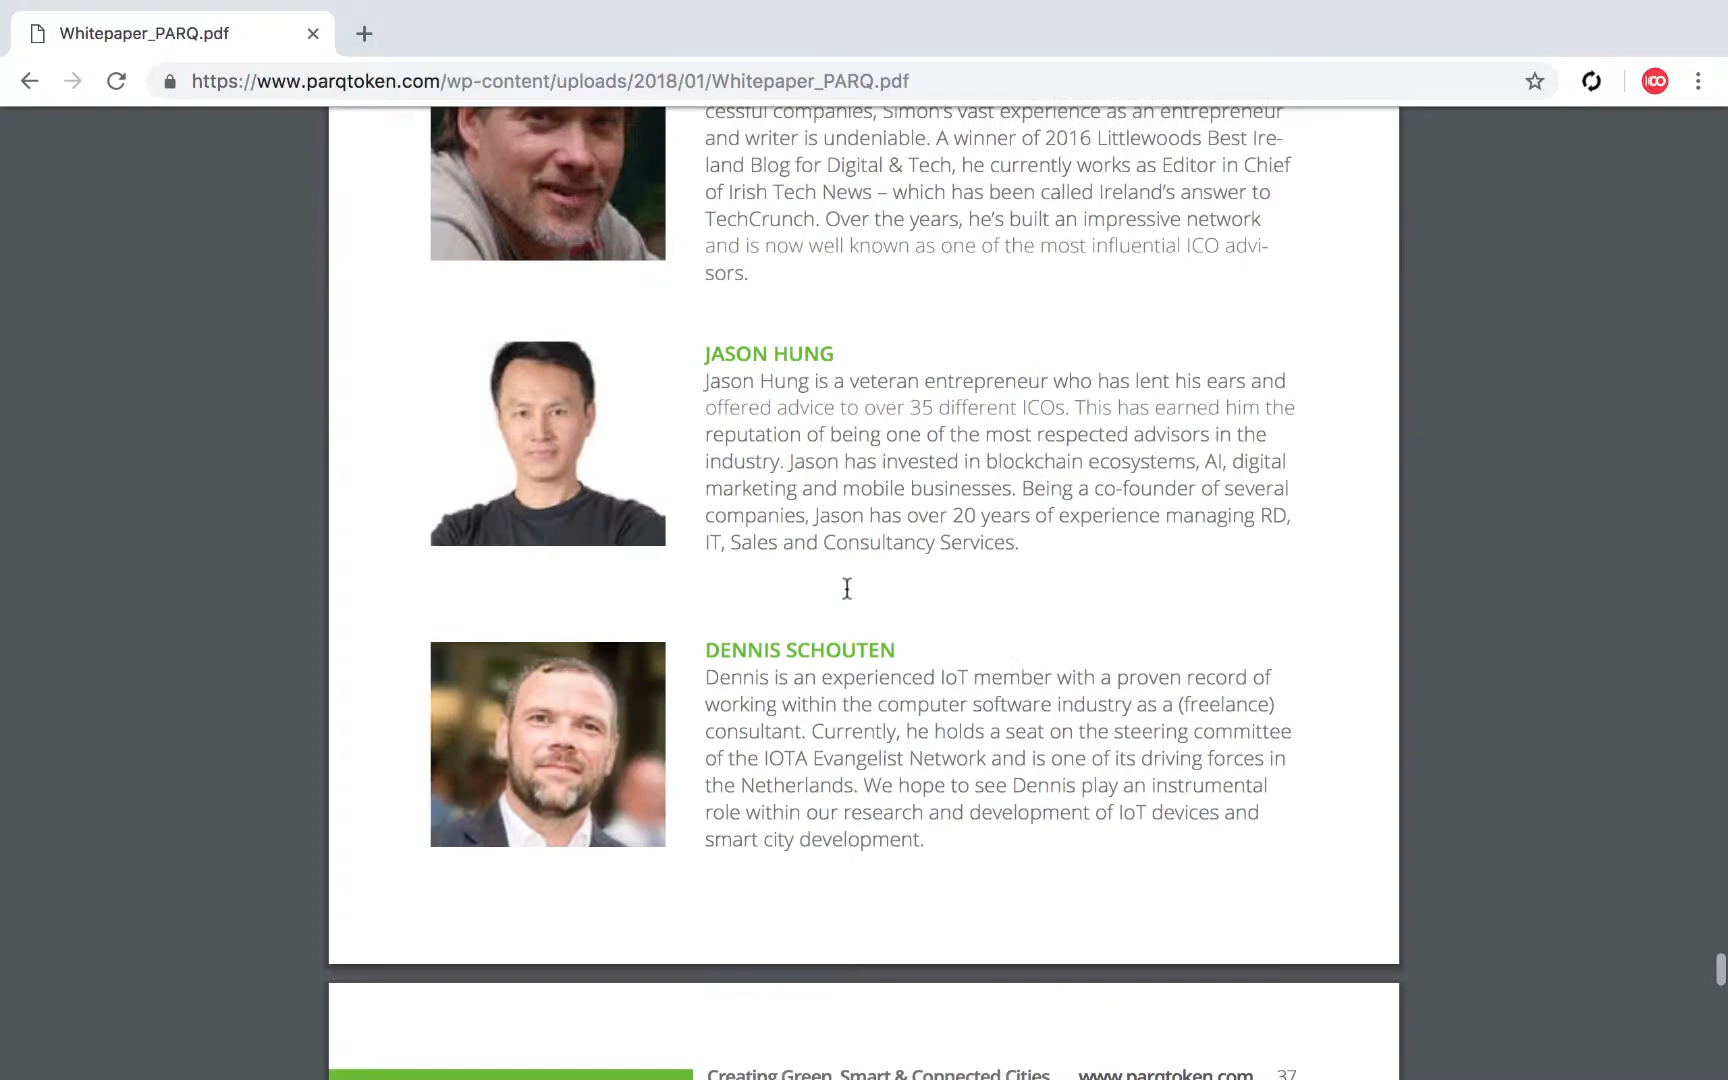 Whitepaper_PARQ.pdf
https://www.parqtoken.com/wp-content/uploads/2018/01/Whitepaper_PARQ.pdf
cessful companies, Simon's vast experience as an entrepreneur
and writer is undeniable. A winner of 2016 Littlewoods Best Ire-
land Blog for Digital & Tech, he currently works as Editor in Chief
of Irish Tech News – which has been called Ireland's answer to
TechCrunch. Over the years, he's built an impressive network
and is now well known as one of the most influential ICO advi-
sors.
JASON HUNG
Jason Hung is a veteran entrepreneur who has lent his ears and
offered advice to over 35 different ICOs. This has earned him the
reputation of being one of the most respected advisors in the
industry. Jason has invested in blockchain ecosystems, AI, digital
marketing and mobile businesses. Being a co-founder of several
companies, Jason has over 20 years of experience managing RD,
IT, Sales and Consultancy Services.
DENNIS SCHOUTEN
Dennis is an experienced IoT member with a proven record of
working within the computer software industry as a (freelance)
consultant. Currently, he holds a seat on the steering committee
of the IOTA Evangelist Network and is one of its driving forces in
the Netherlands. We hope to see Dennis play an instrumental
role within our research and development of IoT devices and
smart city development.
Creating Green, Smart & Connected Cities www.parqtoken.com 37